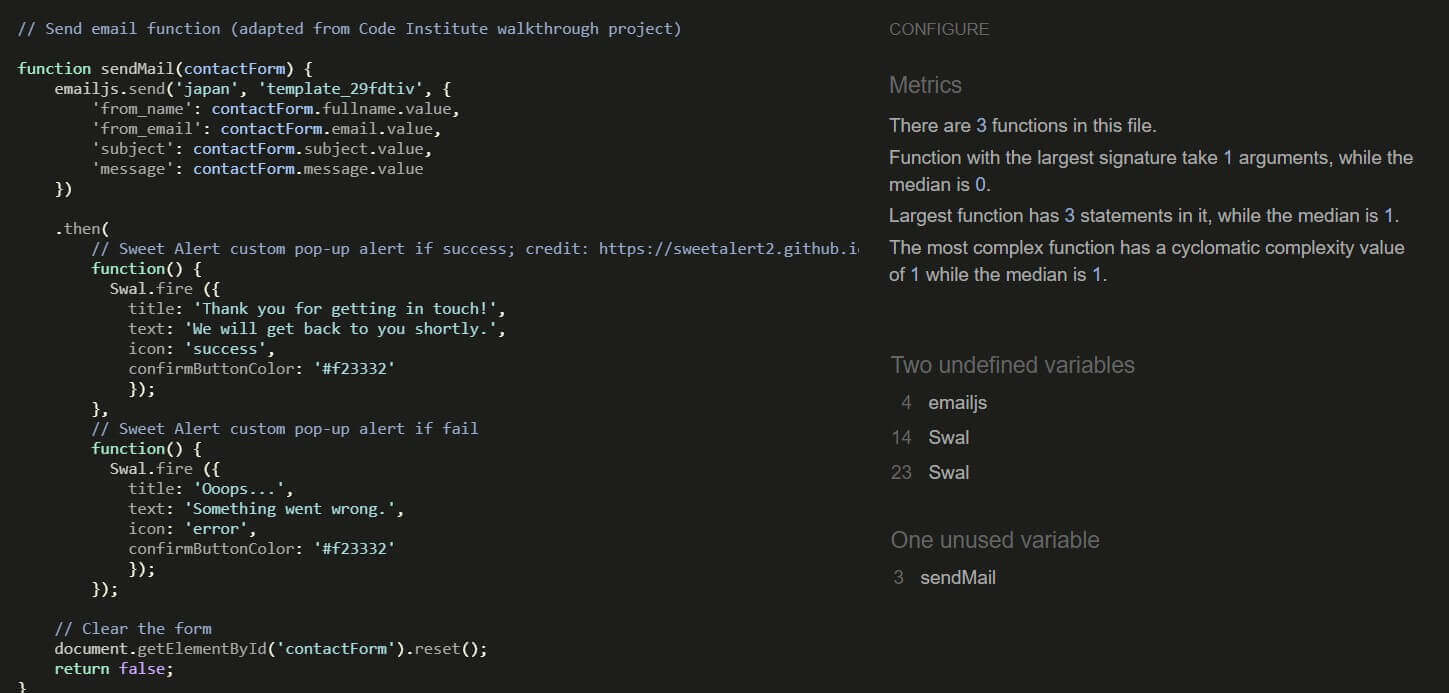 // Send email function (adapted from Code Institute walkthrough project)
function sendMail(contactForm) {
    emailjs.send('japan', 'template_29fdtiv', {
        'from_name': contactForm.fullname.value,
        'from_email': contactForm.email.value,
        'subject': contactForm.subject.value,
        'message': contactForm.message.value
    })
    .then(
        // Sweet Alert custom pop-up alert if success; credit: https://sweetalert2.github.io
        function() {
          Swal.fire ({
            title: 'Thank you for getting in touch!',
            text: 'We will get back to you shortly.',
            icon: 'success',
            confirmButtonColor: '#f23332'
            });
        },
        // Sweet Alert custom pop-up alert if fail
        function() {
          Swal.fire ({
            title: 'Ooops...',
            text: 'Something went wrong.',
            icon: 'error',
            confirmButtonColor: '#f23332'
            });
        });
    // Clear the form
    document.getElementById('contactForm').reset();
    return false;
}
CONFIGURE
Metrics
There are 3 functions in this file.
Function with the largest signature take 1 arguments, while the
median is 0.
Largest function has 3 statements in it, while the median is 1.
The most complex function has a cyclomatic complexity value
of 1 while the median is 1.
Two undefined variables
4 emailjs
14 Swal
23 Swal
One unused variable
3 sendMail